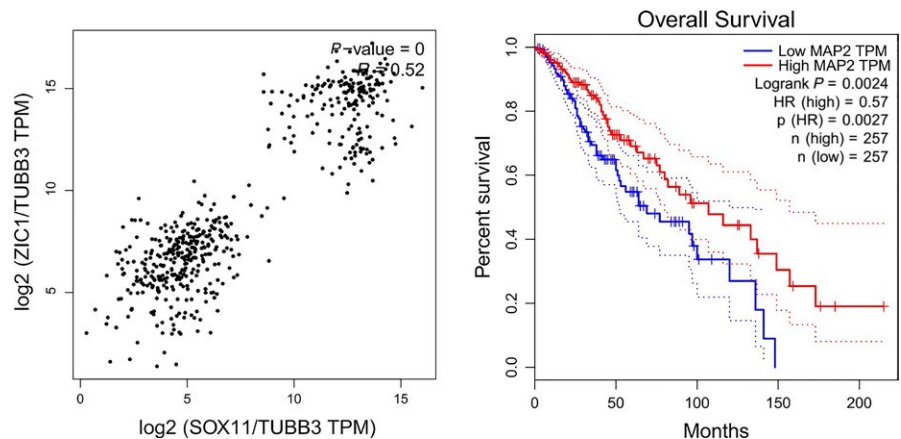 P-value = 0
R = 0.52
15
10
5
0
5
10
15
log2 (ZIC1/TUBB3 TPM)
log2 (SOX11/TUBB3 TPM)
Overall Survival
Low MAP2 TPM
High MAP2 TPM
Logrank P = 0.0024
HR (high) = 0.57
p (HR) = 0.0027
n (high) = 257
n (low) = 257
1.0
0.8
0.6
0.4
0.2
0.0
0
50
100
150
200
Percent survival
Months